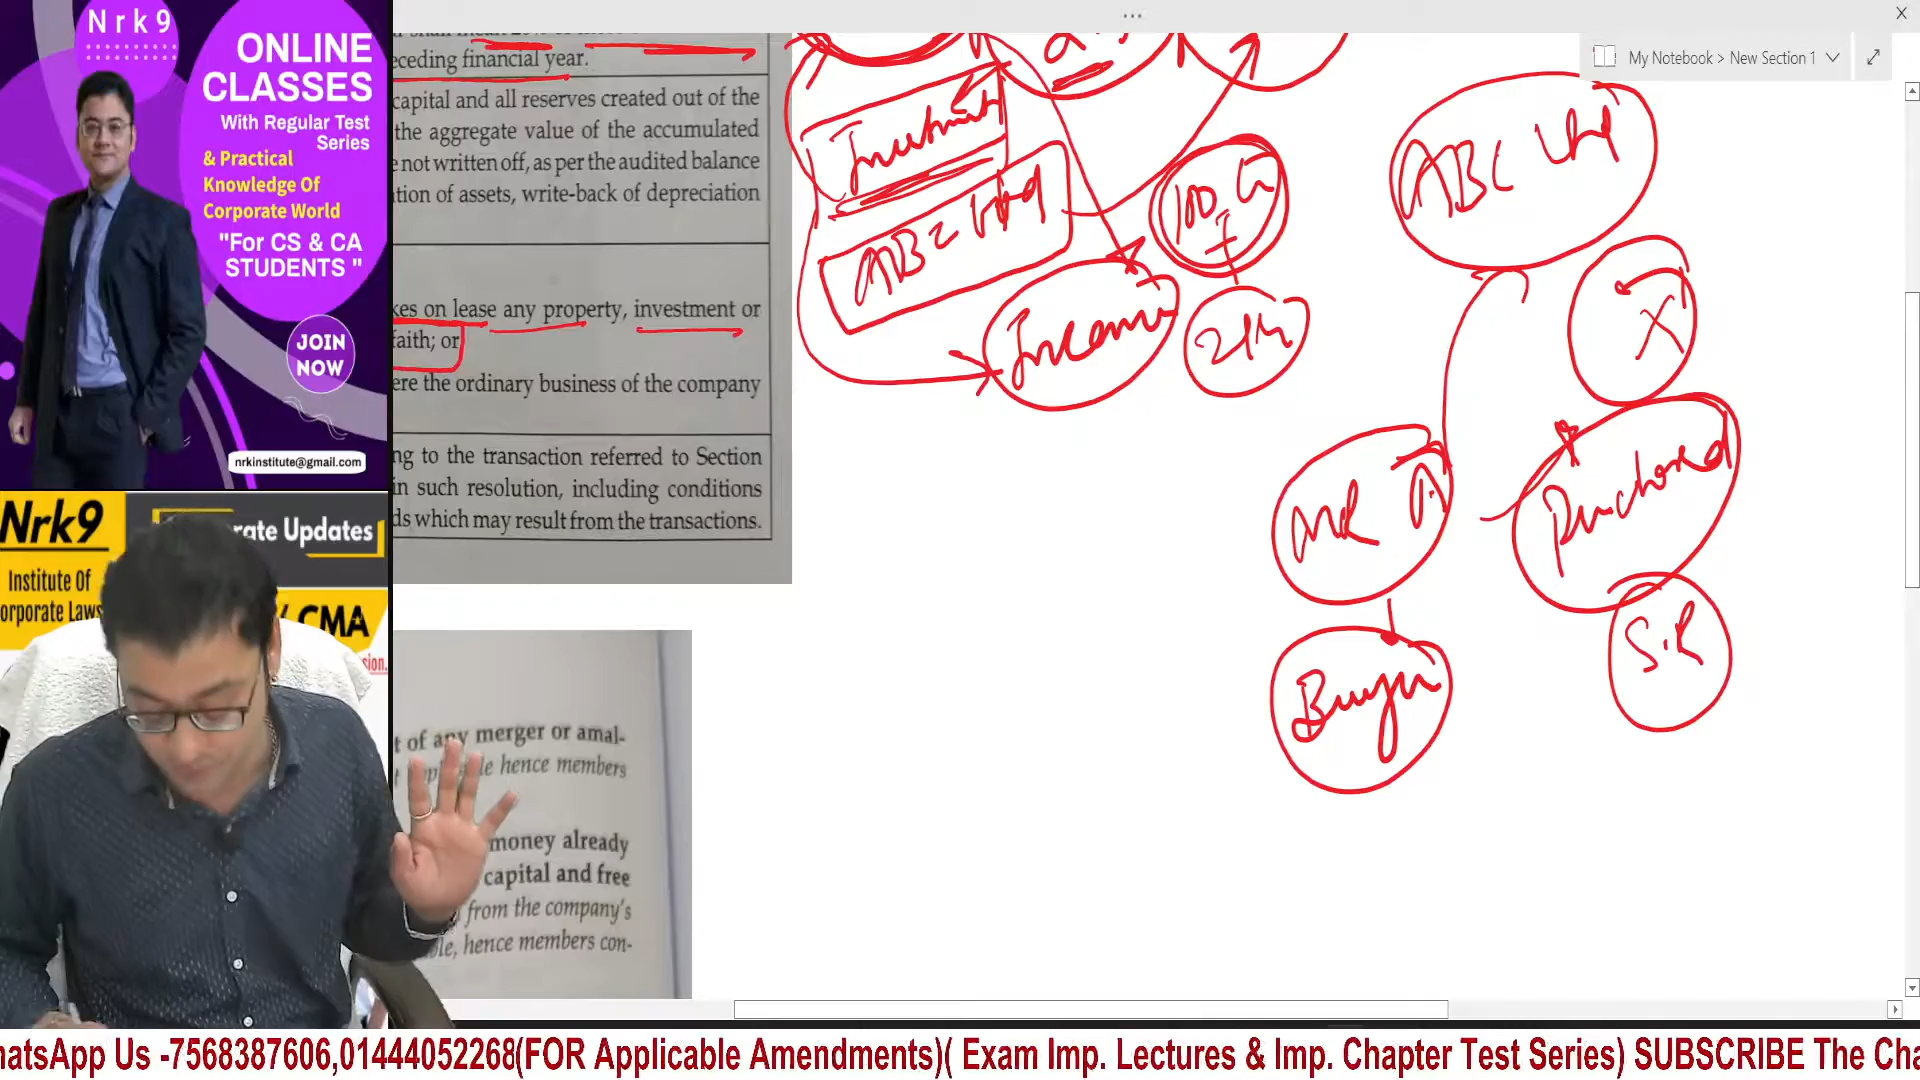 Nrk9
ONLINE
CLASSES
With Regular Test
Series
& Practical
Knowledge Of
Corporate World
"For CS & CA
STUDENTS "
JOIN
NOW
nrkinstitute@gmail.com
Nrk9
Institute Of
orporate Laws
rate Updates
CMA
eceding financial year.
capital and all reserves created out of the
the aggregate value of the accumulated
e not written off, as per the audited balance
ation of assets, write-back of depreciation
kes on lease any property, investment or
faith; or
ere the ordinary business of the company
ng to the transaction referred to Section
in such resolution, including conditions
ds which may result from the transactions.
t of any merger or amal-
hence members
money already
capital and free
from the company's
ble, hence members con-
My Notebook > New Section 1
Investment
ABC Ltd
100 Cr
Income
21%
ABC Ltd
X
MR A
Purchased
Buyer
S.R
hatsApp Us -7568387606,01444052268(FOR Applicable Amendments)( Exam Imp. Lectures & Imp. Chapter Test Series) SUBSCRIBE The Cha